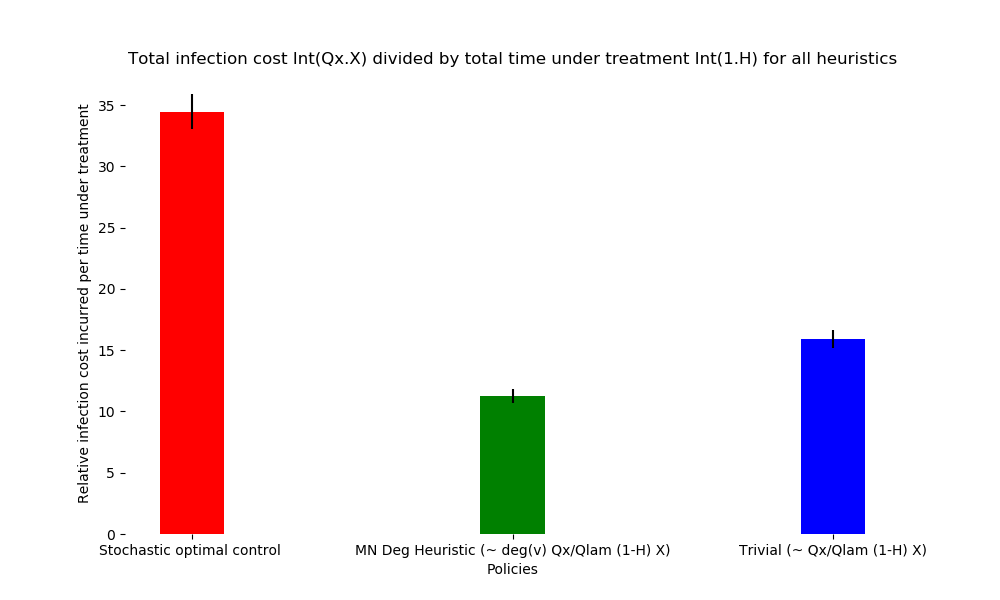 Total infection cost Int(Qx.X) divided by total time under treatment Int(1.H) for all heuristics
Relative infection cost incurred per time under treatment
35
30
25
20
15
10
5
0
Stochastic optimal control
MN Deg Heuristic (~ deg(v) Qx/Qlam (1-H) X)
Trivial (~ Qx/Qlam (1-H) X)
Policies